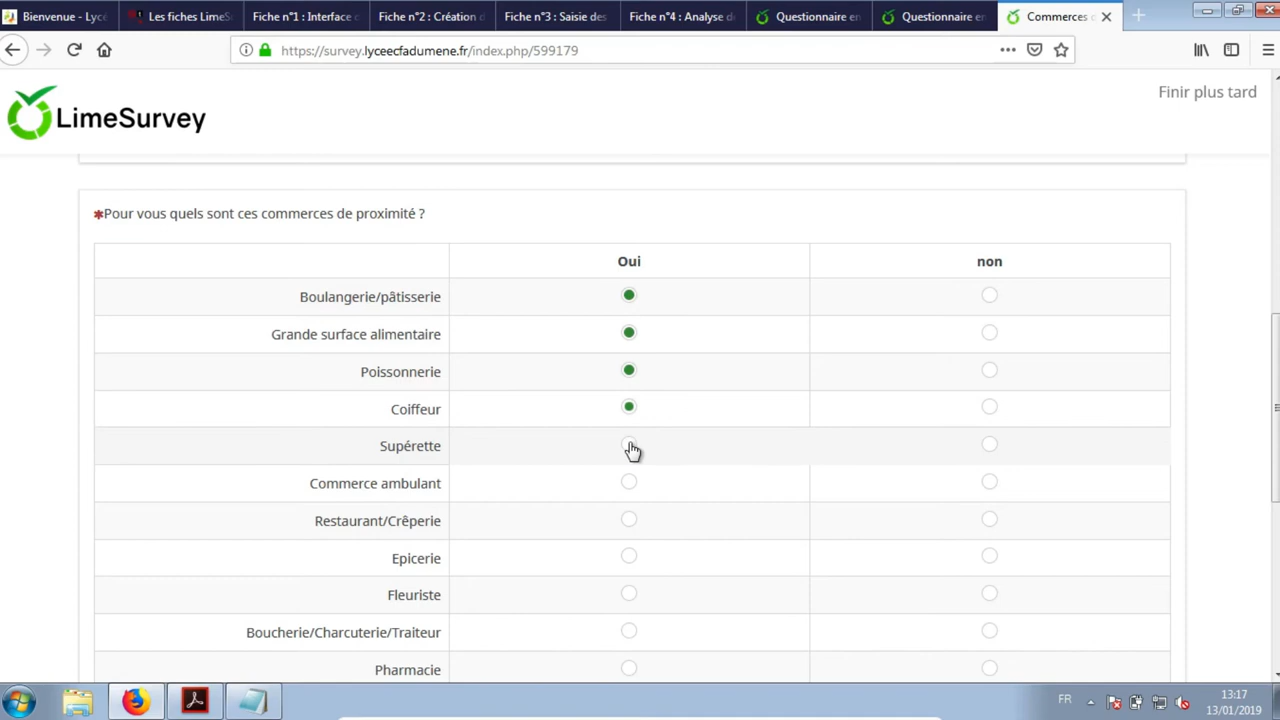 Bienvenue - Lycé
Les fiches LimeS
Fiche n°1 : Interface
Fiche n°2 : Création d
Fiche n°3 : Saisie des
Fiche n°4 : Analyse d
Questionnaire en
Questionnaire en
Commerces d
https://survey.lyceecfadumene.fr/index.php/599179
Finir plus tard
LimeSurvey
*Pour vous quels sont ces commerces de proximité ?
Oui non
Boulangerie/pâtisserie
Grande surface alimentaire
Poissonnerie
Coiffeur
Supérette
Commerce ambulant
Restaurant/Crêperie
Epicerie
Fleuriste
Boucherie/Charcuterie/Traiteur
Pharmacie
FR
13:17
13/01/2019